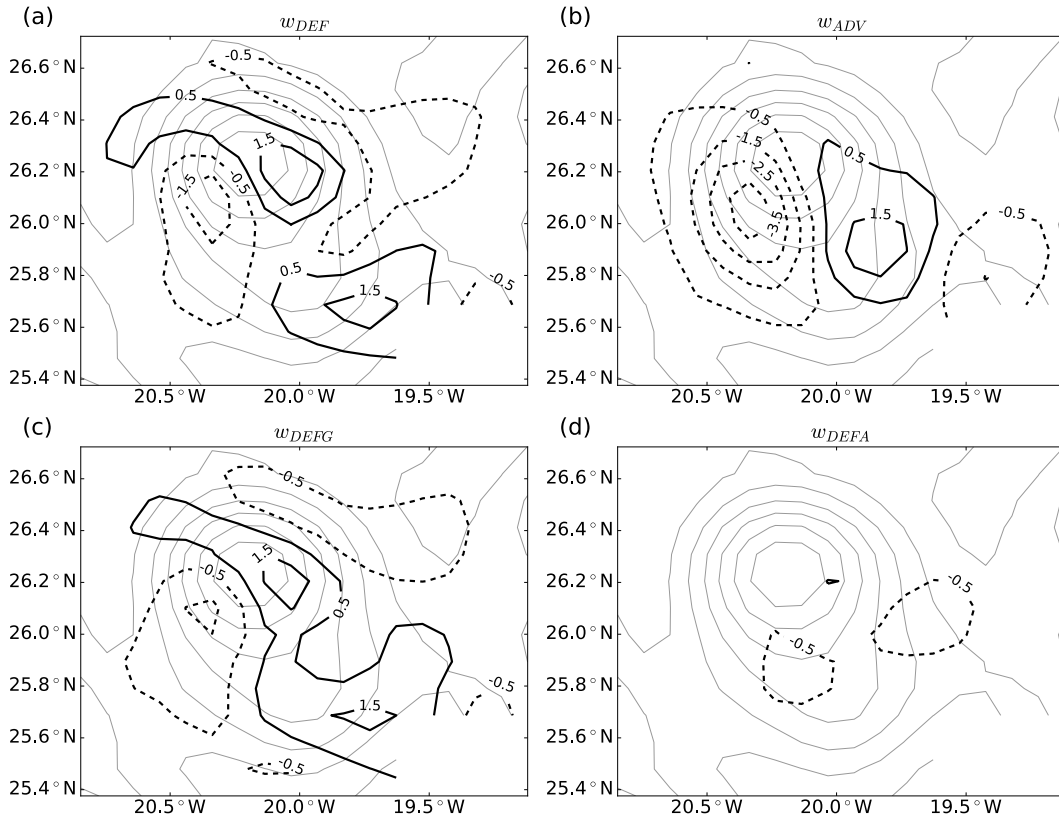 (a)
w_DEF
26.6°N
26.4°N
26.2°N
26.0°N
25.8°N
25.6°N
25.4°N
20.5°W
20.0°W
19.5°W
-0.5
0.5
1.5
-0.5
-1.5
0.5
1.5
-0.5
(b)
w_ADV
26.6°N
26.4°N
26.2°N
26.0°N
25.8°N
25.6°N
25.4°N
20.5°W
20.0°W
19.5°W
-0.5
-1.5
-2.5
-3.5
0.5
1.5
-0.5
(c)
w_DEFG
26.6°N
26.4°N
26.2°N
26.0°N
25.8°N
25.6°N
25.4°N
20.5°W
20.0°W
19.5°W
-0.5
1.5
-0.5
0.5
-0.5
1.5
-0.5
(d)
w_DEFA
26.6°N
26.4°N
26.2°N
26.0°N
25.8°N
25.6°N
25.4°N
20.5°W
20.0°W
19.5°W
-0.5
-0.5